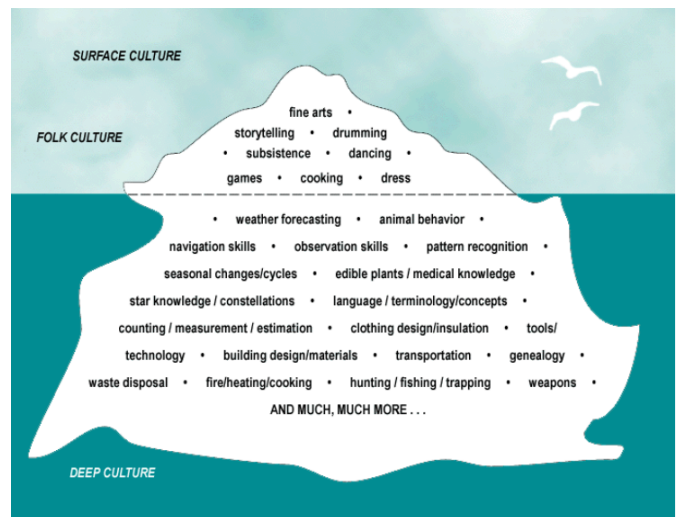 SURFACE CULTURE
fine arts •
FOLK CULTURE
storytelling • drumming
• subsistence • dancing •
games • cooking • dress
• weather forecasting • animal behavior •
navigation skills • observation skills • pattern recognition •
seasonal changes/cycles • edible plants / medical knowledge •
star knowledge / constellations • language / terminology/concepts •
counting / measurement / estimation • clothing design/insulation • tools/
technology • building design/materials • transportation • genealogy •
waste disposal • fire/heating/cooking • hunting / fishing / trapping • weapons •
AND MUCH, MUCH MORE . . .
DEEP CULTURE